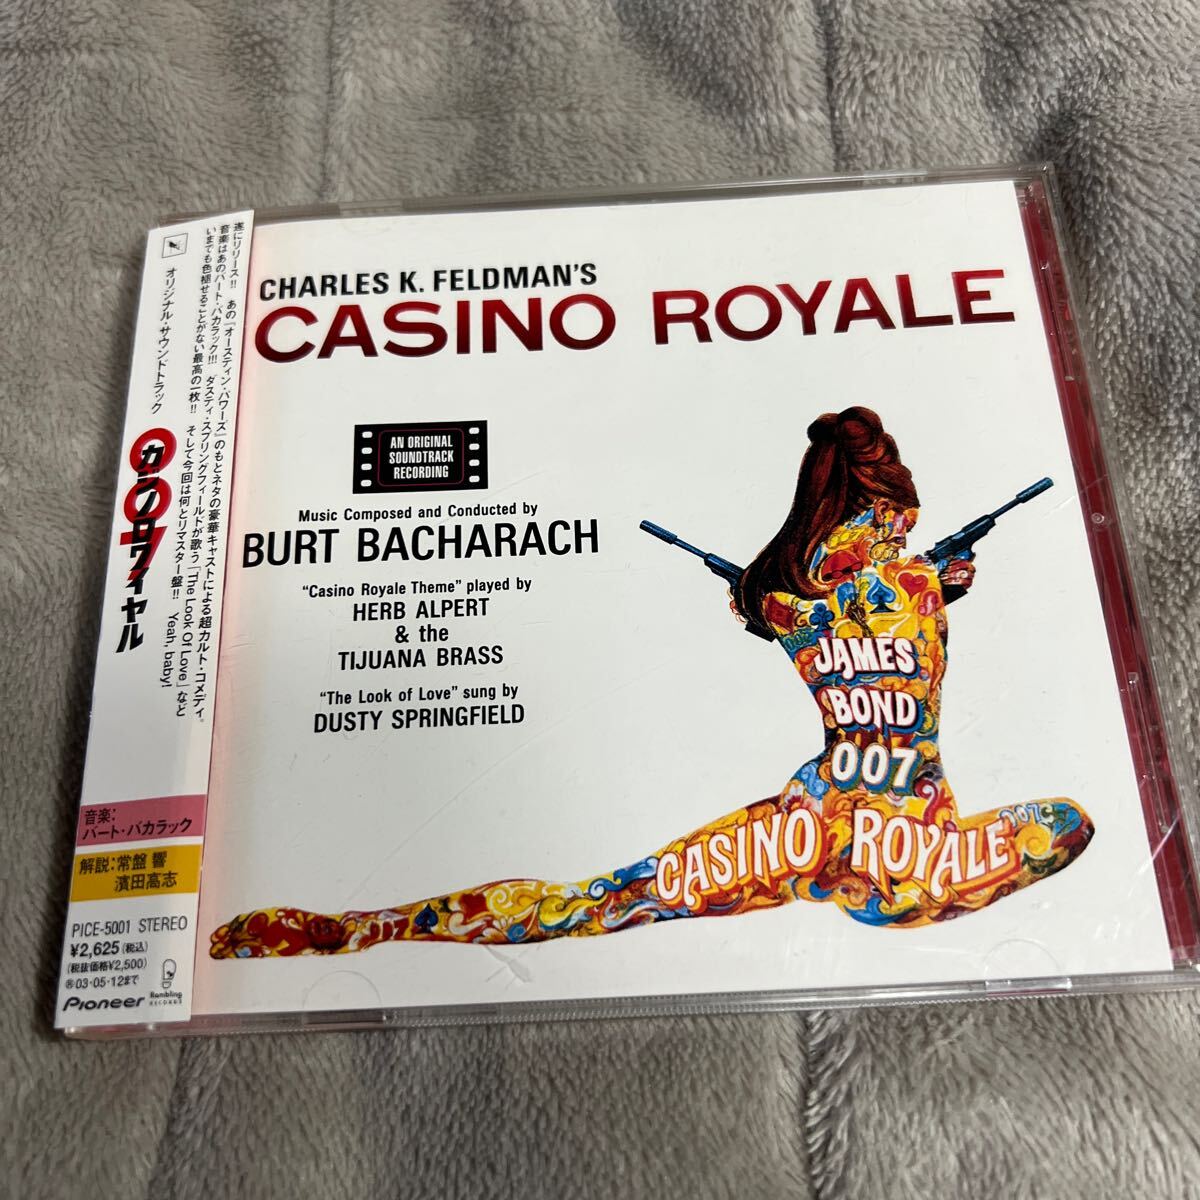 オリジナル・サウンドトラック
カジノロワイヤル
遂にリリース!! あの『オースティン・パワーズ』のもとネタの豪華キャストによる超カルト・コメディ。
音楽はあのバート・バカラック!!! ダスティ・スプリングフィールドが歌う「The Look Of Love」など
いまでも色褪せることがない最高の一枚!! そして今回は何とリマスター盤!! Yeah, baby!
音楽:
バート・バカラック
解説:常盤 響
濱田高志
PICE-5001 STEREO
¥2,625(税込)
(税抜価格¥2,500)
03・05・12まで
Pioneer
Rambling
RECORDS
CHARLES K. FELDMAN'S
CASINO ROYALE
AN ORIGINAL
SOUNDTRACK
RECORDING
Music Composed and Conducted by
BURT BACHARACH
"Casino Royale Theme" played by
HERB ALPERT
& the
TIJUANA BRASS
"The Look of Love" sung by
DUSTY SPRINGFIELD
JAMES
BOND
007
CASINO ROYALE 007